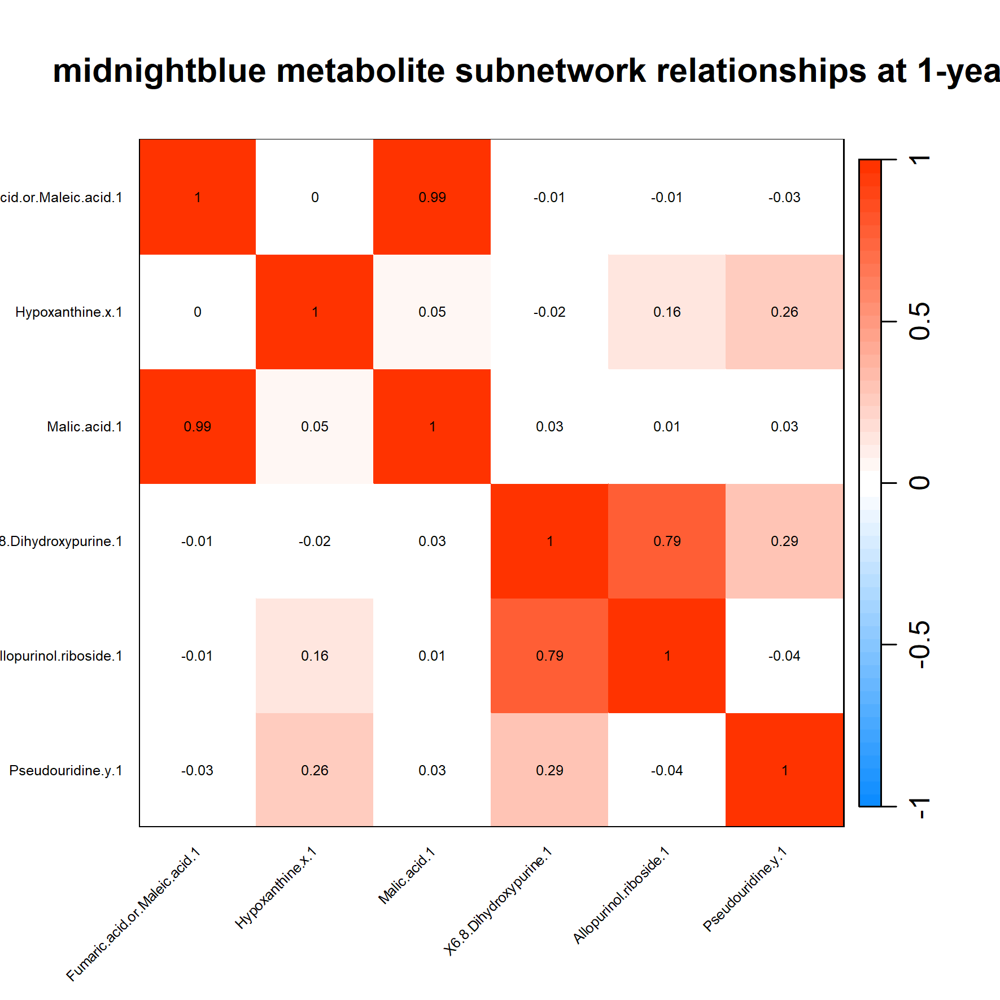 midnightblue metabolite subnetwork relationships at 1-yea
cid.or.Maleic.acid.1 1 0 0.99 -0.01 -0.01 -0.03
Hypoxanthine.x.1 0 1 0.05 -0.02 0.16 0.26
Malic.acid.1 0.99 0.05 1 0.03 0.01 0.03
8.Dihydroxypurine.1 -0.01 -0.02 0.03 1 0.79 0.29
llopurinol.riboside.1 -0.01 0.16 0.01 0.79 1 -0.04
Pseudouridine.y.1 -0.03 0.26 0.03 0.29 -0.04 1
1
0.5
0
-0.5
-1
Fumaric.acid.or.Maleic.acid.1
Hypoxanthine.x.1
Malic.acid.1
X6.8.Dihydroxypurine.1
Allopurinol.riboside.1
Pseudouridine.y.1